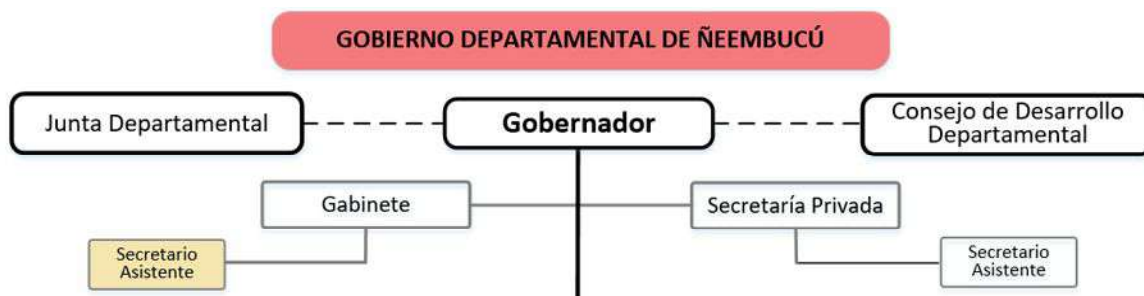 GOBIERNO DEPARTAMENTAL DE ÑEEMBUCÚ
Junta Departamental
Gobernador
Consejo de Desarrollo
Departamental
Gabinete
Secretaría Privada
Secretario
Asistente
Secretario
Asistente